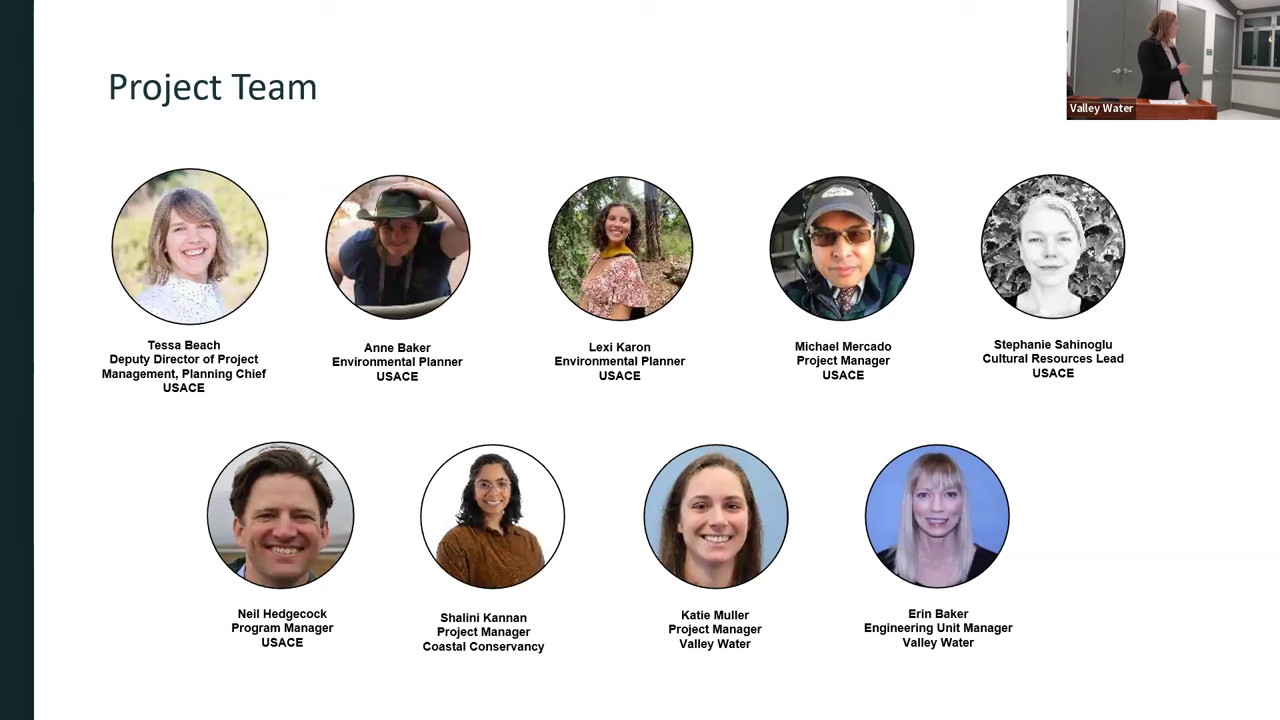 Project Team
Valley Water
Tessa Beach
Deputy Director of Project
Management, Planning Chief
USACE
Anne Baker
Environmental Planner
USACE
Lexi Karon
Environmental Planner
USACE
Michael Mercado
Project Manager
USACE
Stephanie Sahinoglu
Cultural Resources Lead
USACE
Neil Hedgecock
Program Manager
USACE
Shalini Kannan
Project Manager
Coastal Conservancy
Katie Muller
Project Manager
Valley Water
Erin Baker
Engineering Unit Manager
Valley Water